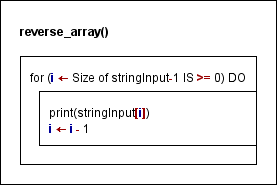 reverse_array()
for (i ← Size of stringInput-1 IS >= 0) DO
print(stringInput[i])
i ← i - 1